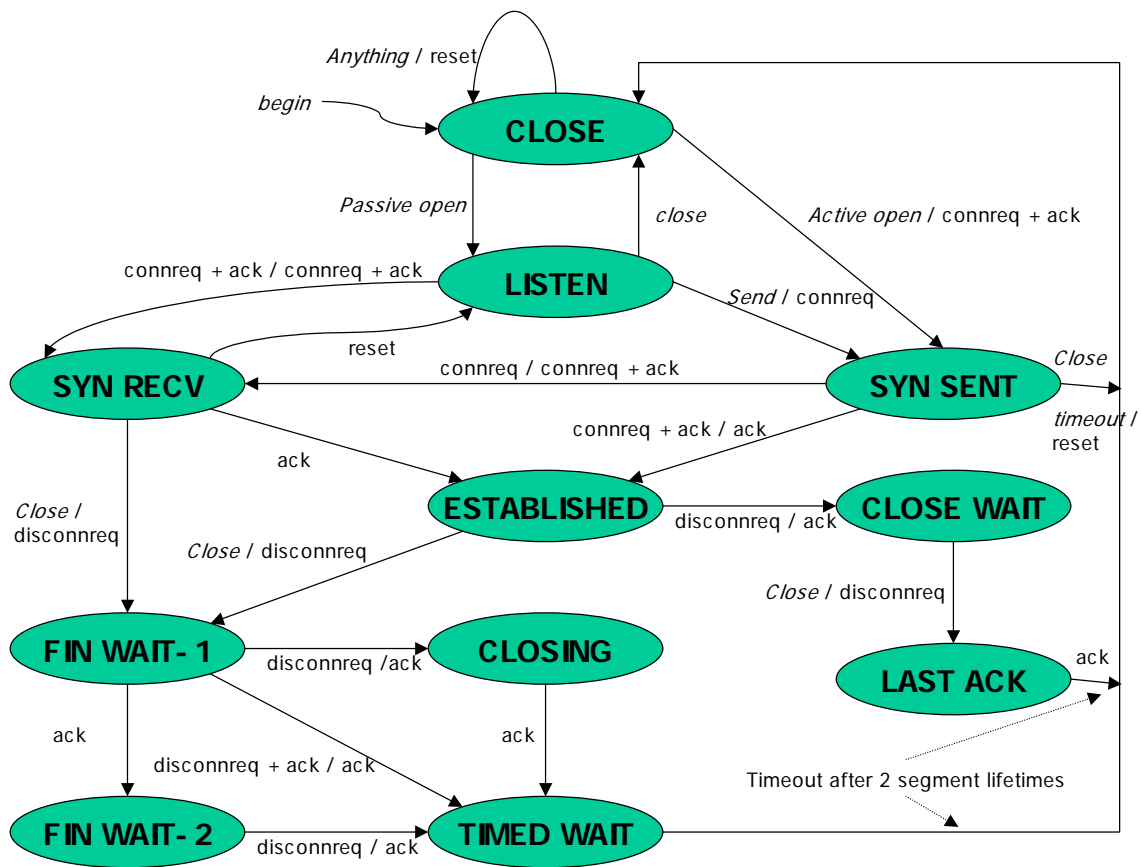 Anything / reset
begin
CLOSE
Passive open
close
Active open / connreq + ack
connreq + ack / connreq + ack
LISTEN
Send / connreq
reset
connreq / connreq + ack
Close
SYN RECV
SYN SENT
timeout /
reset
connreq + ack / ack
ack
ESTABLISHED
CLOSE WAIT
Close /
disconnreq
disconnreq / ack
Close / disconnreq
Close / disconnreq
FIN WAIT- 1
CLOSING
disconnreq /ack
LAST ACK
ack
ack
ack
disconnreq + ack / ack
Timeout after 2 segment lifetimes
FIN WAIT- 2
TIMED WAIT
disconnreq / ack